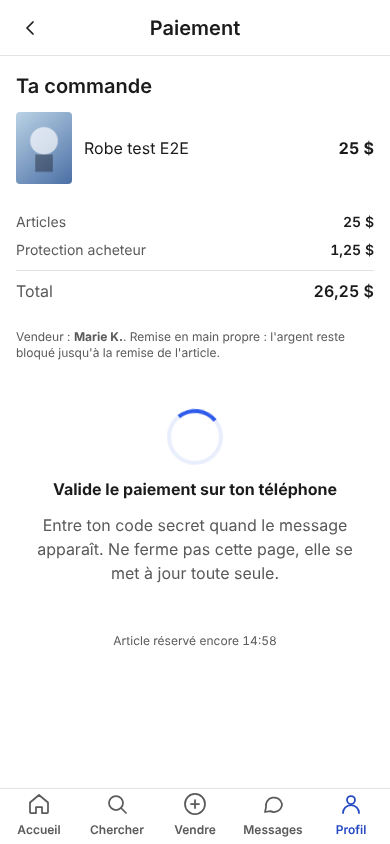 Paiement
Ta commande
Robe test E2E 25 $
Articles 25 $
Protection acheteur 1,25 $
Total 26,25 $
Vendeur : Marie K.. Remise en main propre : l'argent reste
bloqué jusqu'à la remise de l'article.
Valide le paiement sur ton téléphone
Entre ton code secret quand le message
apparaît. Ne ferme pas cette page, elle se
met à jour toute seule.
Article réservé encore 14:58
Accueil Chercher Vendre Messages Profil